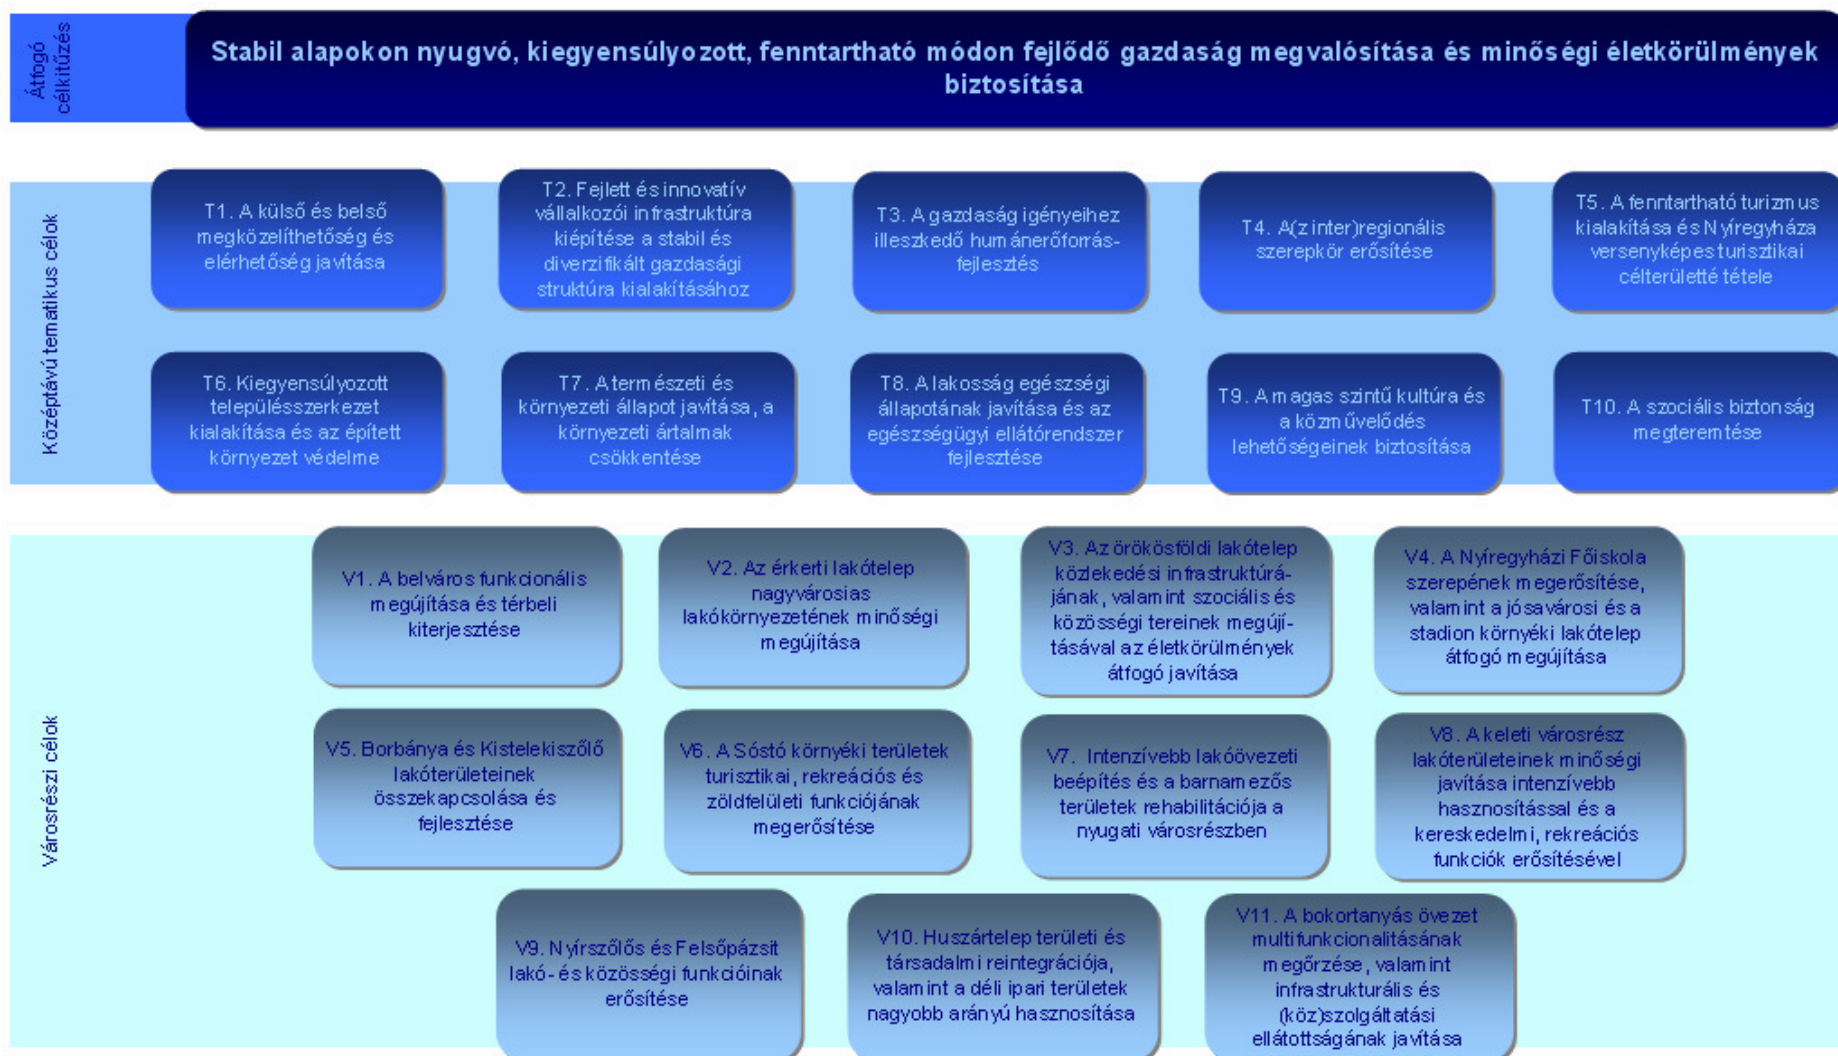 Átfogó
célkitűzés
Stabil alapokon nyugvó, kiegyensúlyozott, fenntartható módon fejlődő gazdaság megvalósítása és minőségi életkörülmények
biztosítása
Középtávú tematikus célok
T1. A külső és belső
megközelíthetőség és
elérhetőség javítása
T2. Fejlett és innovatív
vállalkozói infrastruktúra
kiépítése a stabil és
diverzifikált gazdasági
struktúra kialakításához
T3. A gazdaság igényeihez
illeszkedő humánerőforrás-
fejlesztés
T4. A(z inter)regionális
szerepkör erősítése
T5. A fenntartható turizmus
kialakítása és Nyíregyháza
versenyképes turisztikai
célterületté tétele
T6. Kiegyensúlyozott
településszerkezet
kialakítása és az épített
környezet védelme
T7. A természeti és
környezeti állapot javítása, a
környezeti ártalmak
csökkentése
T8. A lakosság egészségi
állapotának javítása és az
egészségügyi ellátórendszer
fejlesztése
T9. A magas szintű kultúra és
a közművelődés
lehetőségeinek biztosítása
T10. A szociális biztonság
megteremtése
Városrészi célok
V1. A belváros funkcionális
megújítása és térbeli
kiterjesztése
V2. Az érkerti lakótelep
nagyvárosias
lakókörnyezetének minőségi
megújítása
V3. Az örökösföldi lakótelep
közlekedési infrastruktúrá-
jának, valamint szociális és
közösségi tereinek megújí-
tásával az életkörülmények
átfogó javítása
V4. A Nyíregyházi Főiskola
szerepének megerősítése,
valamint a jósavárosi és a
stadion környéki lakótelep
átfogó megújítása
V5. Borbánya és Kistelekiszőlő
lakóterületeinek
összekapcsolása és
fejlesztése
V6. A Sóstó környéki területek
turisztikai, rekreációs és
zöldfelületi funkciójának
megerősítése
V7. Intenzívebb lakóövezeti
beépítés és a barnamezős
területek rehabilitációja a
nyugati városrészben
V8. A keleti városrész
lakóterületeinek minőségi
javítása intenzívebb
hasznosítással és a
kereskedelmi, rekreációs
funkciók erősítésével
V9. Nyírszőlős és Felsőpázsit
lakó- és közösségi funkcióinak
erősítése
V10. Huszártelep területi és
társadalmi reintegrációja,
valamint a déli ipari területek
nagyobb arányú hasznosítása
V11. A bokortanyás övezet
multifunkcionalitásának
megőrzése, valamint
infrastrukturális és
(köz)szolgáltatási
ellátottságának javítása